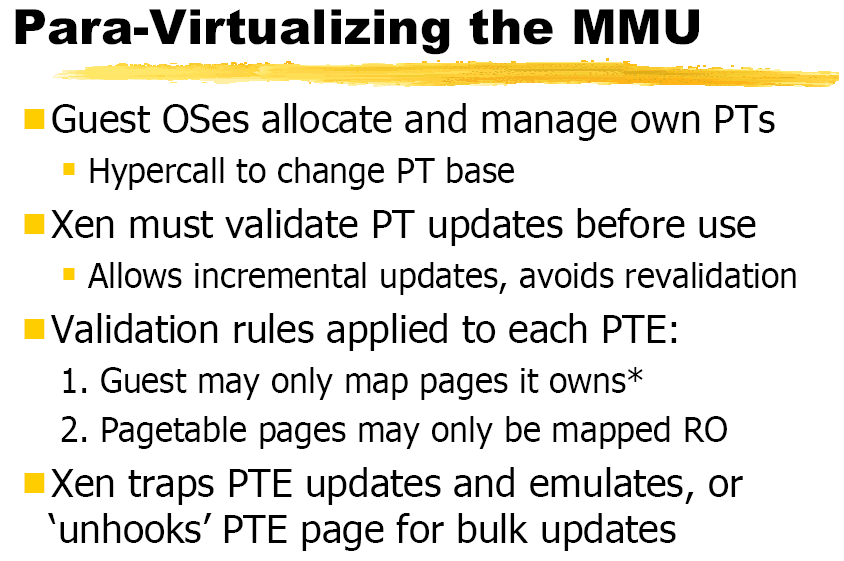 Para-Virtualizing the MMU
Guest OSes allocate and manage own PTs
Hypercall to change PT base
Xen must validate PT updates before use
Allows incremental updates, avoids revalidation
Validation rules applied to each PTE:
1. Guest may only map pages it owns*
2. Pagetable pages may only be mapped RO
Xen traps PTE updates and emulates, or
‘unhooks’ PTE page for bulk updates